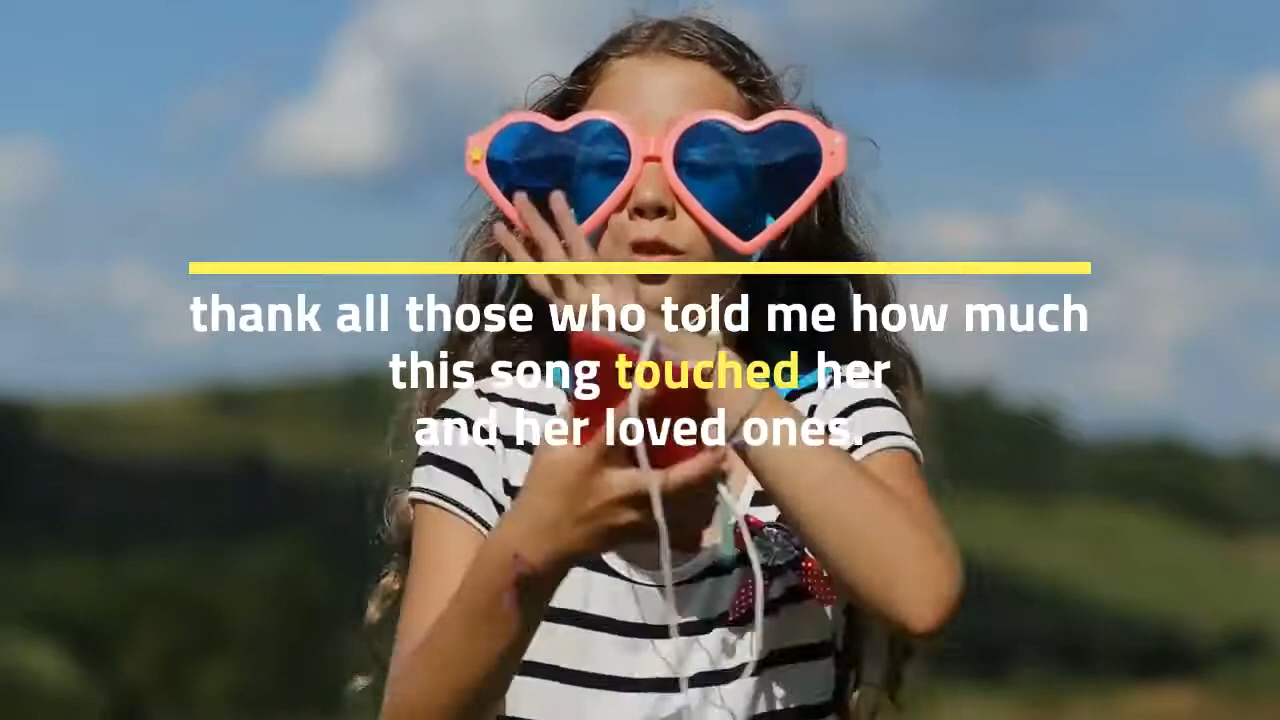 thank all those who told me how much
this song touched her
and her loved ones.